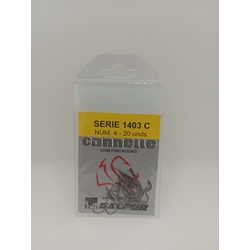 SERIE 1403 C
NUM. 4 - 20 unds.
cannelle
LION FISH HOOKS